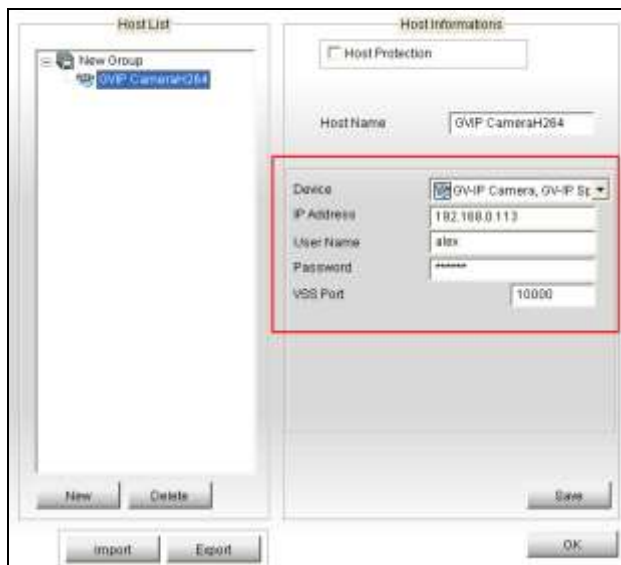 Host List
New Group
GVIP CameraH264
New
Delete
Import
Export
Host Informations
Host Protection
Host Name
GVIP CameraH264
Device
GV-IP Camera, GV-IP Sp
IP Address
192.168.0.113
User Name
alex
Password
******
VSS Port
10000
Save
OK